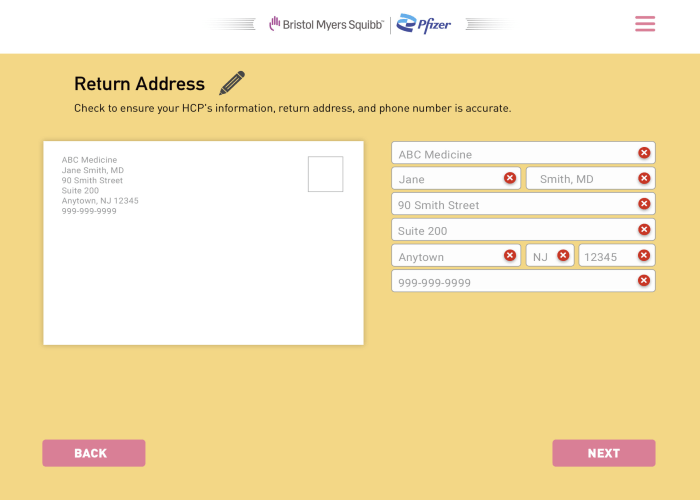 Bristol Myers Squibb™ | Pfizer
Return Address
Check to ensure your HCP's information, return address, and phone number is accurate.
ABC Medicine
Jane Smith, MD
90 Smith Street
Suite 200
Anytown, NJ 12345
999-999-9999
ABC Medicine
Jane Smith, MD
90 Smith Street
Suite 200
Anytown NJ 12345
999-999-9999
BACK NEXT